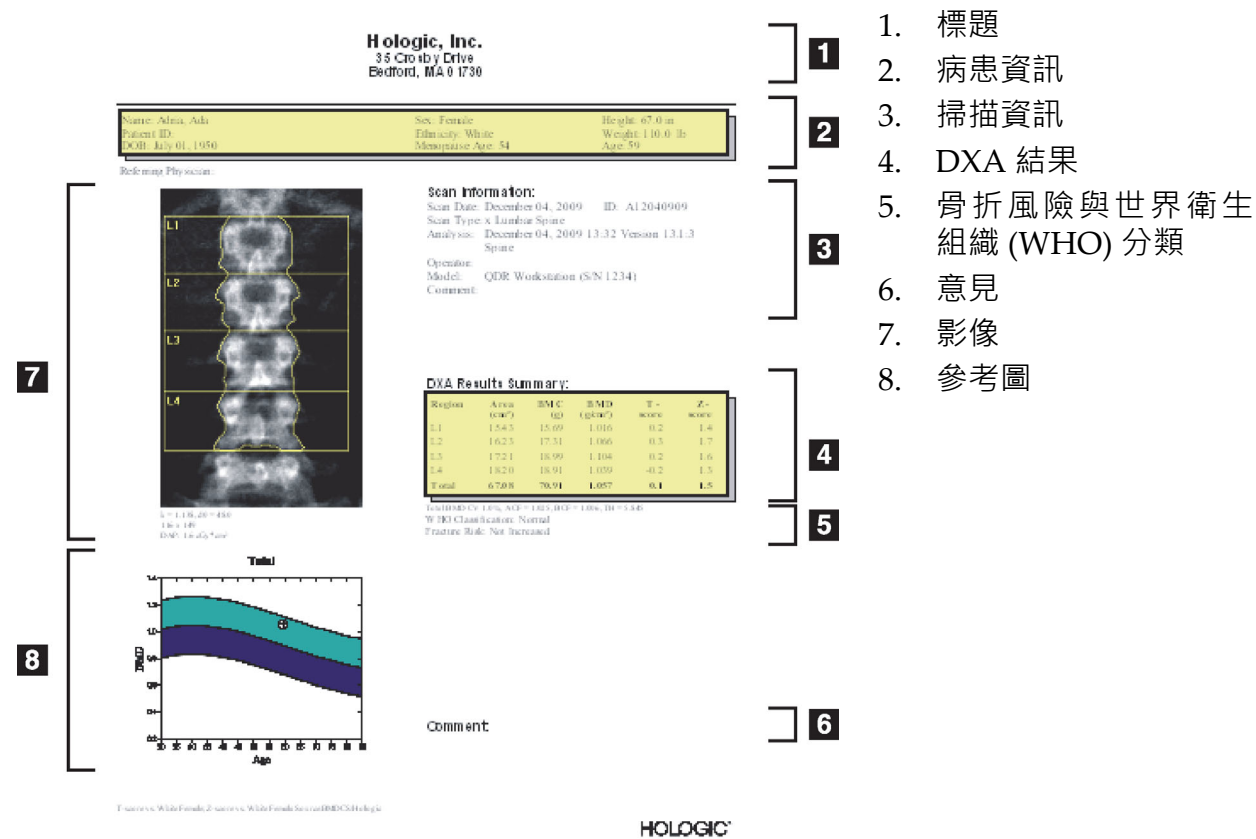 Hologic, Inc.
35 Crosby Drive
Bedford, MA 01730
1
Name: Adna, Ada
Sex: Female
Height: 67.0 in
Patient ID:
Ethnicity: White
Weight: 110.0 lb
DOB: July 01, 1950
Menopause Age: 54
Age: 59
2
Referring Physician:
L1
L2
L3
L4
7
Scan Information:
Scan Date: December 04, 2009 ID: A12040909
Scan Type: x Lumbar Spine
Analysis: December 04, 2009 13:32 Version 13.1:3
Spine
Operator:
Model: QDR Workstation (S/N 1234)
Comment:
3
DXA Results Summary:
Region Area (cm²) BMC (g) BMD (g/cm²) T - score Z - score
L1 15.43 15.69 1.016 0.2 1.4
L2 16.23 17.31 1.066 0.3 1.7
L3 17.21 18.99 1.104 0.2 1.6
L4 18.20 18.91 1.039 -0.2 1.3
Total 67.08 70.91 1.057 0.1 1.5
4
WHO Classification: Normal
Fracture Risk: Not Increased
5
116 x 149
Total
BMD
Age
8
Comment:
6
HOLOGIC
1. 標題
2. 病患資訊
3. 掃描資訊
4. DXA 結果
5. 骨折風險與世界衛生
組織 (WHO) 分類
6. 意見
7. 影像
8. 參考圖